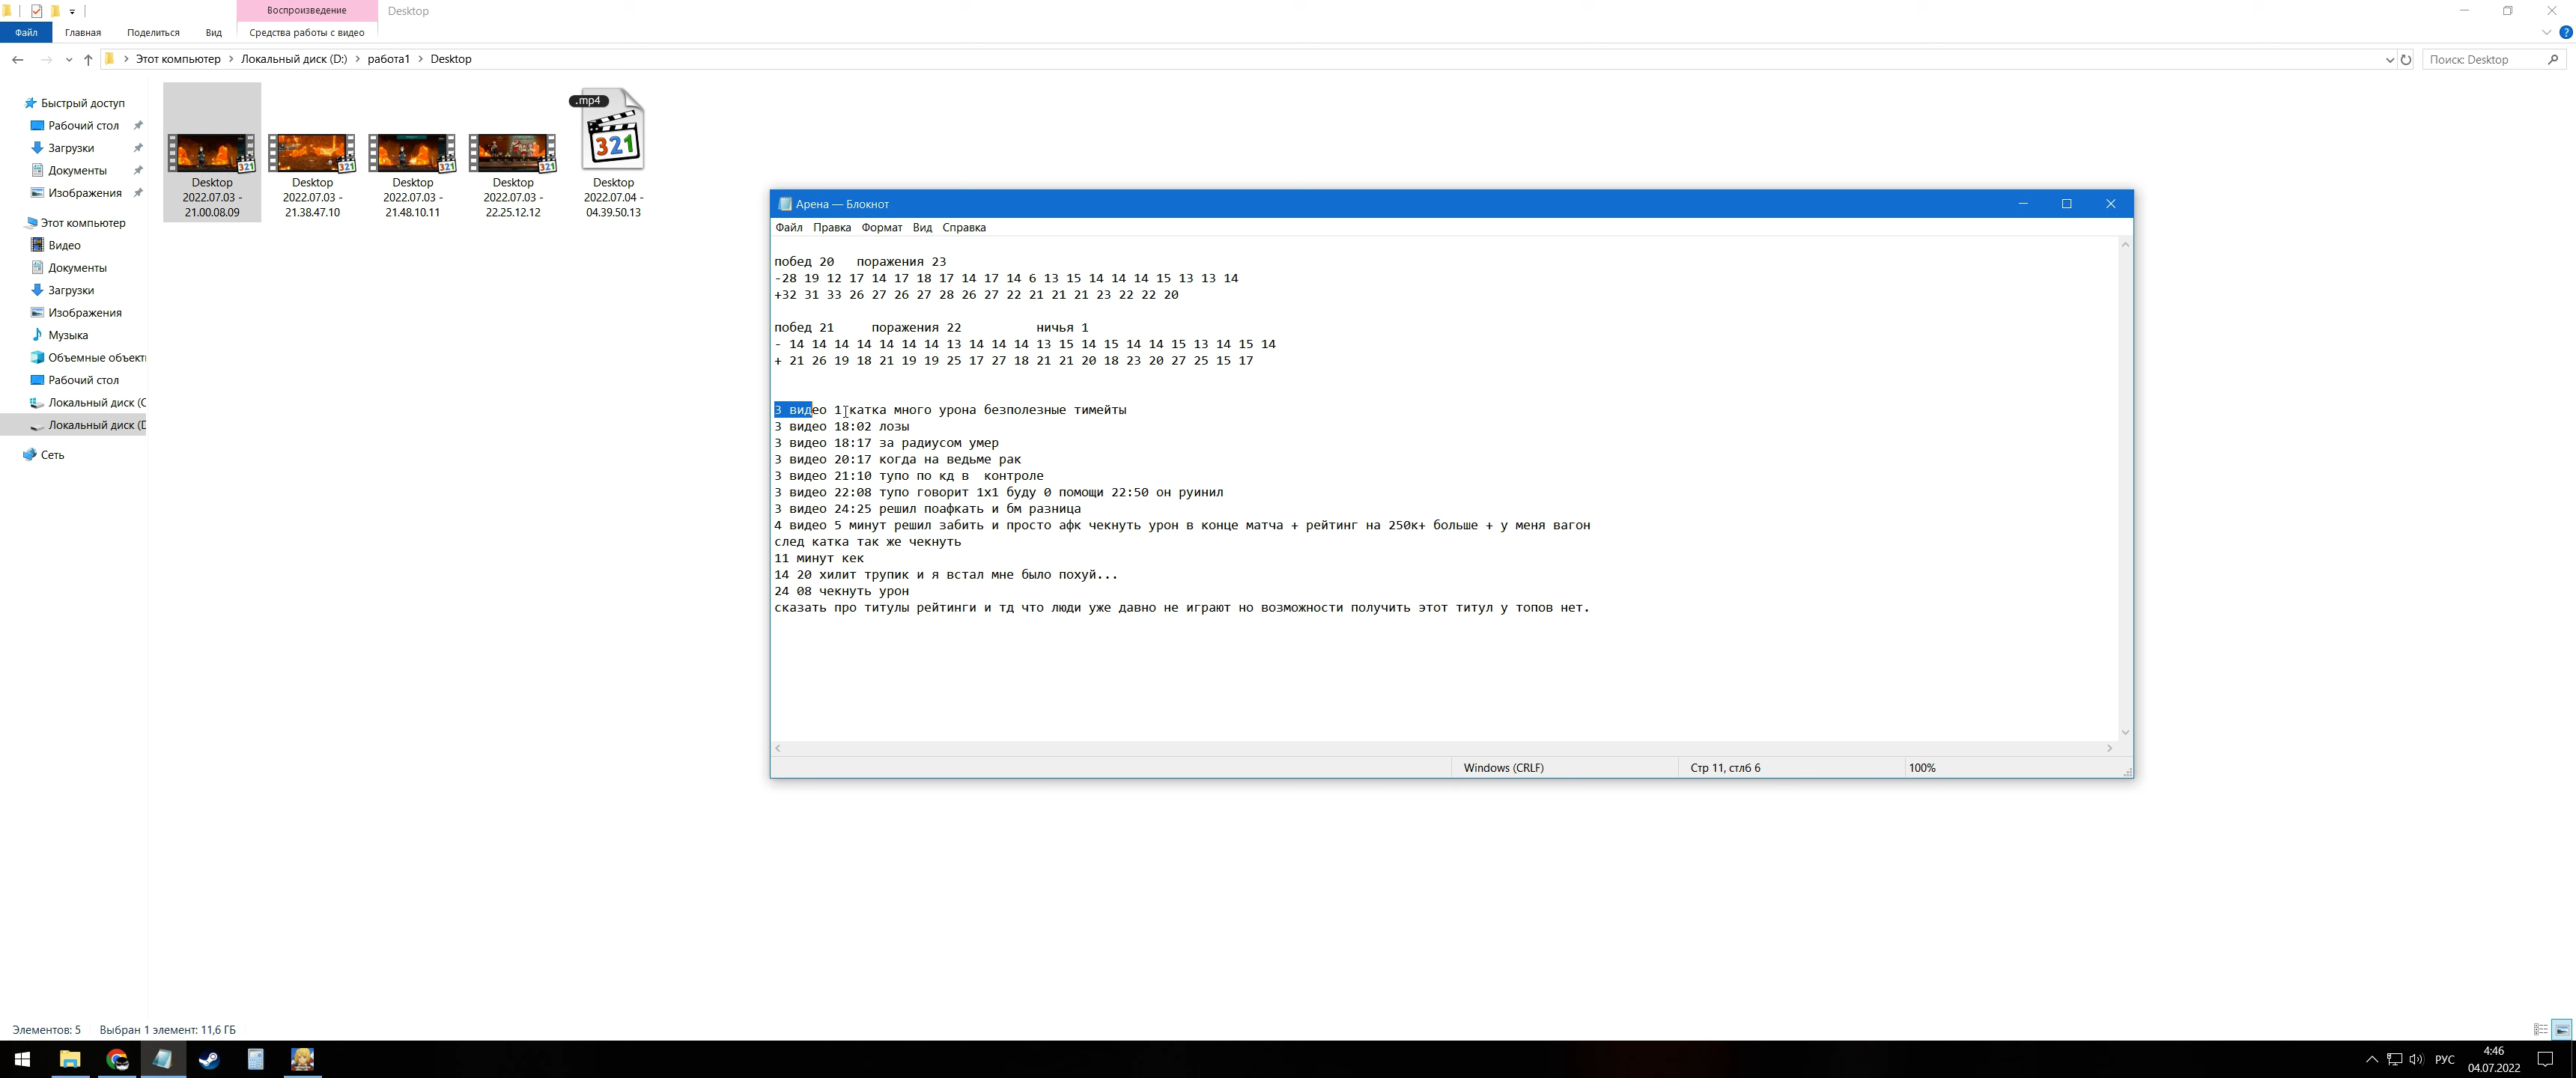 Воспроизведение
Desktop
Файл
Главная
Поделиться
Вид
Средства работы с видео
Этот компьютер
Локальный диск (D:)
работа1
Desktop
Поиск: Desktop
Быстрый доступ
Рабочий стол
Загрузки
Документы
Изображения
Этот компьютер
Видео
Документы
Загрузки
Изображения
Музыка
Объемные объект
Рабочий стол
Локальный диск (C
Локальный диск (D
Сеть
Desktop
2022.07.03 -
21.00.08.09
Desktop
2022.07.03 -
21.38.47.10
Desktop
2022.07.03 -
21.48.10.11
Desktop
2022.07.03 -
22.25.12.12
.mp4
321
Desktop
2022.07.04 -
04.39.50.13
Арена — Блокнот
Файл Правка Формат Вид Справка
побед 20 поражения 23
-28 19 12 17 14 17 18 17 14 17 14 6 13 15 14 14 14 15 13 13 14
+32 31 33 26 27 26 27 28 26 27 22 21 21 21 23 22 22 20
побед 21 поражения 22 ничья 1
- 14 14 14 14 14 14 14 13 14 14 14 13 15 14 15 14 14 15 13 14 15 14
+ 21 26 19 18 21 19 19 25 17 27 18 21 21 20 18 23 20 27 25 15 17
3 видео 1 катка много урона безполезные тимейты
3 видео 18:02 лозы
3 видео 18:17 за радиусом умер
3 видео 20:17 когда на ведьме рак
3 видео 21:10 тупо по кд в контроле
3 видео 22:08 тупо говорит 1х1 буду 0 помощи 22:50 он руинил
3 видео 24:25 решил поафкать и бм разница
4 видео 5 минут решил забить и просто афк чекнуть урон в конце матча + рейтинг на 250к+ больше + у меня вагон
след катка так же чекнуть
11 минут кек
14 20 хилит трупик и я встал мне было похуй...
24 08 чекнуть урон
сказать про титулы рейтинги и тд что люди уже давно не играют но возможности получить этот титул у топов нет.
Windows (CRLF)
Стр 11, стлб 6
100%
Элементов: 5
Выбран 1 элемент: 11,6 ГБ
РУС
4:46
04.07.2022